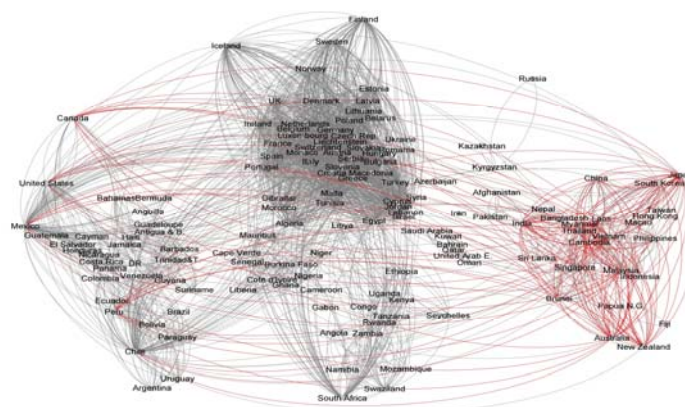 Finland
Iceland
Sweden
Norway
Russia
Estonia
UK
Denmark
Latvia
Lithuania
Canada
Ireland
Netherlands
Poland
Belarus
Belgium
Germany
Luxembourg
Czech Rep.
Ukraine
France
Switzerland
Kazakhstan
Spain
Italy
Serbia
Bulgaria
Portugal
Slovenia
Kyrgyzstan
Croatia
Macedonia
Greece
United States
Turkey
Azerbaijan
China
South Korea
Malta
Afghanistan
Bahamas
Bermuda
Gibraltar
Tunisia
Syria
Anguilla
Morocco
Iran
Pakistan
Nepal
Bangladesh
Laos
Taiwan
Hong Kong
Mexico
Guadeloupe
Algeria
Libya
Egypt
India
Thailand
Macau
Guatemala
Cayman
Haiti
Antigua & B.
Mauritius
Saudi Arabia
Kuwait
Vietnam
Philippines
El Salvador
Jamaica
Barbados
Cambodia
Honduras
Nicaragua
Cape Verde
Niger
Bahrain
Qatar
Costa Rica
DR
Trinidad&T
Senegal
Burkina Faso
United Arab E.
Sri Lanka
Panama
Oman
Singapore
Malaysia
Colombia
Venezuela
Guyana
Cote d'Ivoire
Nigeria
Ethiopia
Indonesia
Suriname
Liberia
Ghana
Cameroon
Ecuador
Uganda
Kenya
Brunei
Peru
Brazil
Gabon
Congo
Tanzania
Seychelles
Papua N.G.
Bolivia
Rwanda
Fiji
Paraguay
Angola
Zambia
Australia
Chile
New Zealand
Uruguay
Namibia
Mozambique
Argentina
Swaziland
South Africa